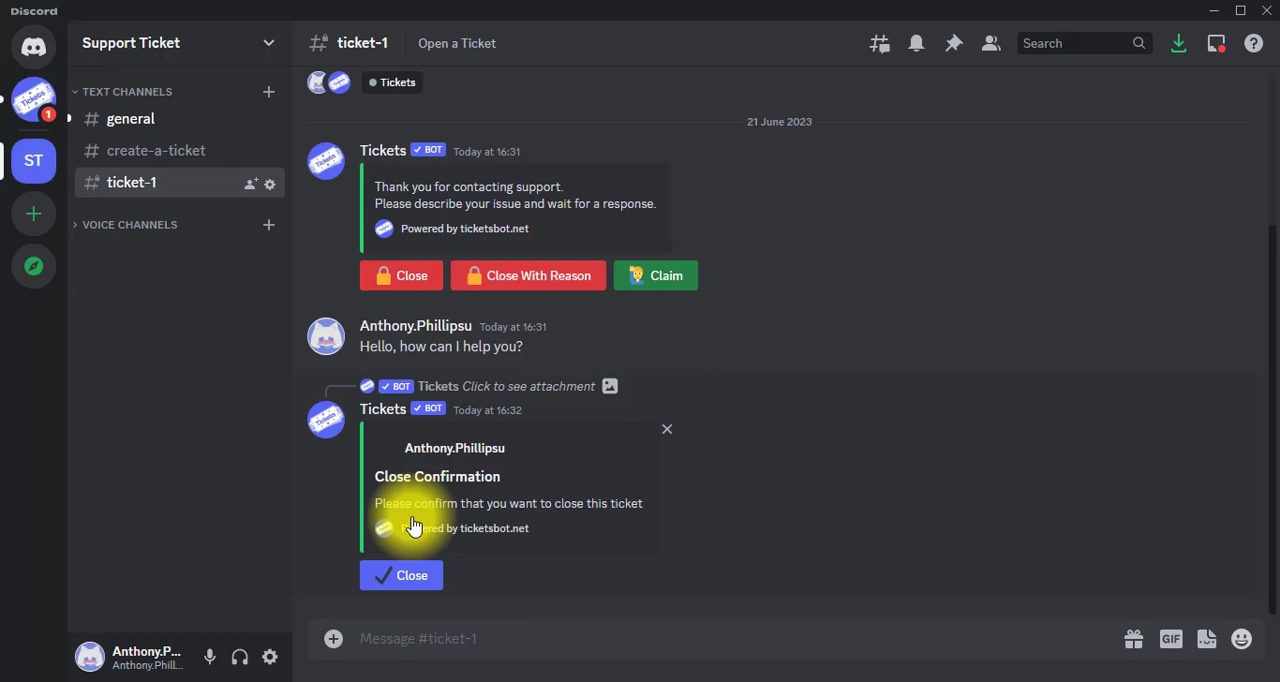 Discord
Support Ticket
ticket-1
Open a Ticket
Search
Tickets
TEXT CHANNELS
general
create-a-ticket
ticket-1
VOICE CHANNELS
1
ST
21 June 2023
Tickets BOT Today at 16:31
Thank you for contacting support.
Please describe your issue and wait for a response.
Powered by ticketsbot.net
Close
Close With Reason
Claim
Anthony.Phillipsu Today at 16:31
Hello, how can I help you?
BOT Tickets Click to see attachment
Tickets BOT Today at 16:32
Anthony.Phillipsu
Close Confirmation
Please confirm that you want to close this ticket
Powered by ticketsbot.net
Close
Message #ticket-1
GIF
Anthony.P...
Anthony.Phill...